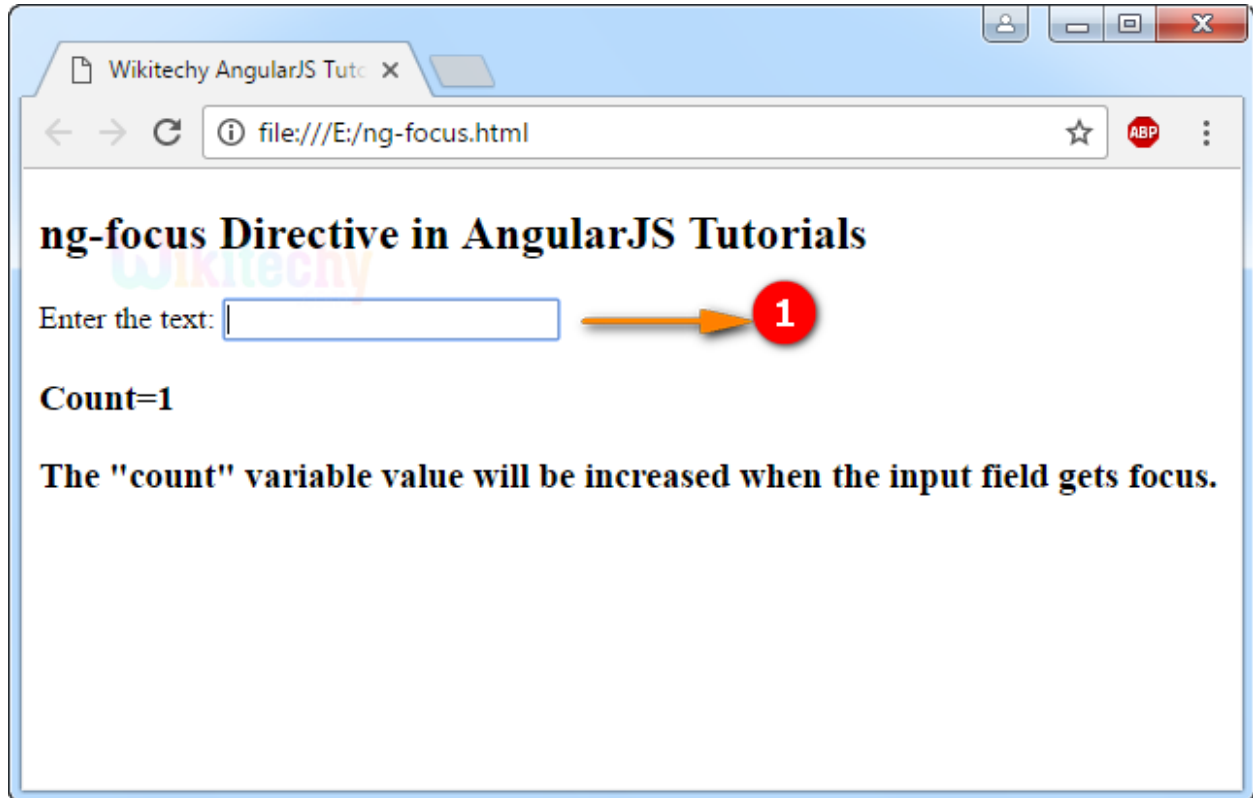 Wikitechy AngularJS Tuto
file:///E:/ng-focus.html
ABP
ng-focus Directive in AngularJS Tutorials
Wikitechy
Enter the text:
1
Count=1
The "count" variable value will be increased when the input field gets focus.